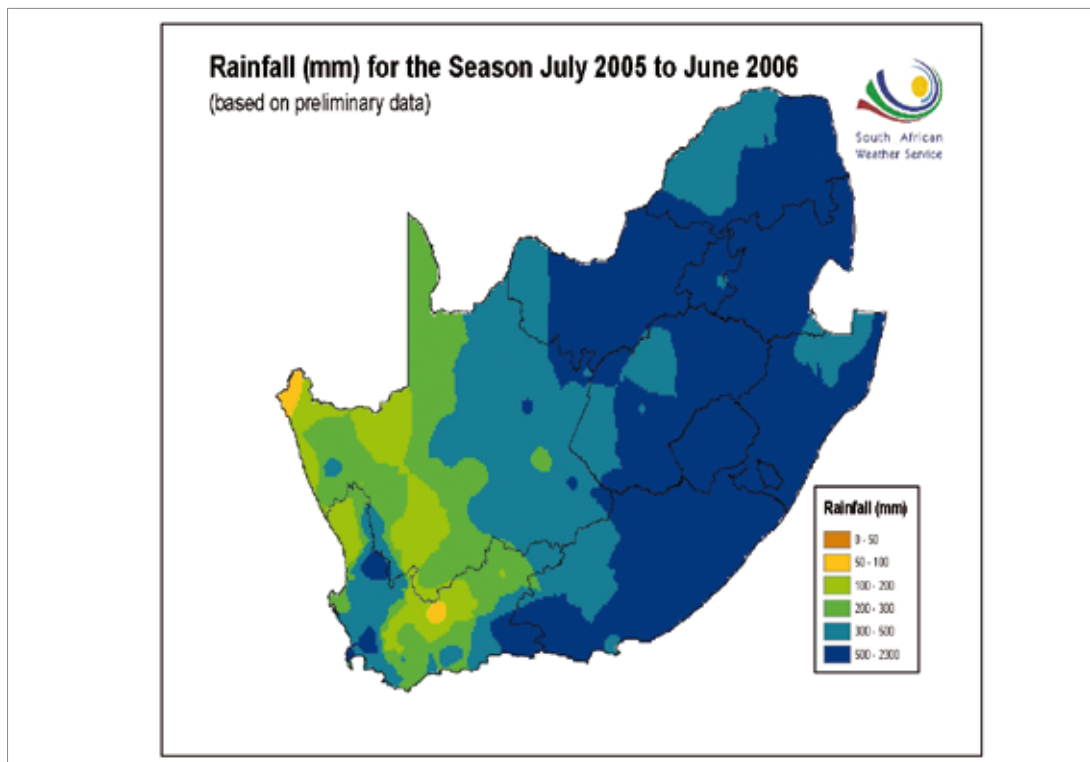 Rainfall (mm) for the Season July 2005 to June 2006
(based on preliminary data)
South African
Weather Service
Rainfall (mm)
0 - 50
50 - 100
100 - 200
200 - 300
300 - 500
500 - 2300